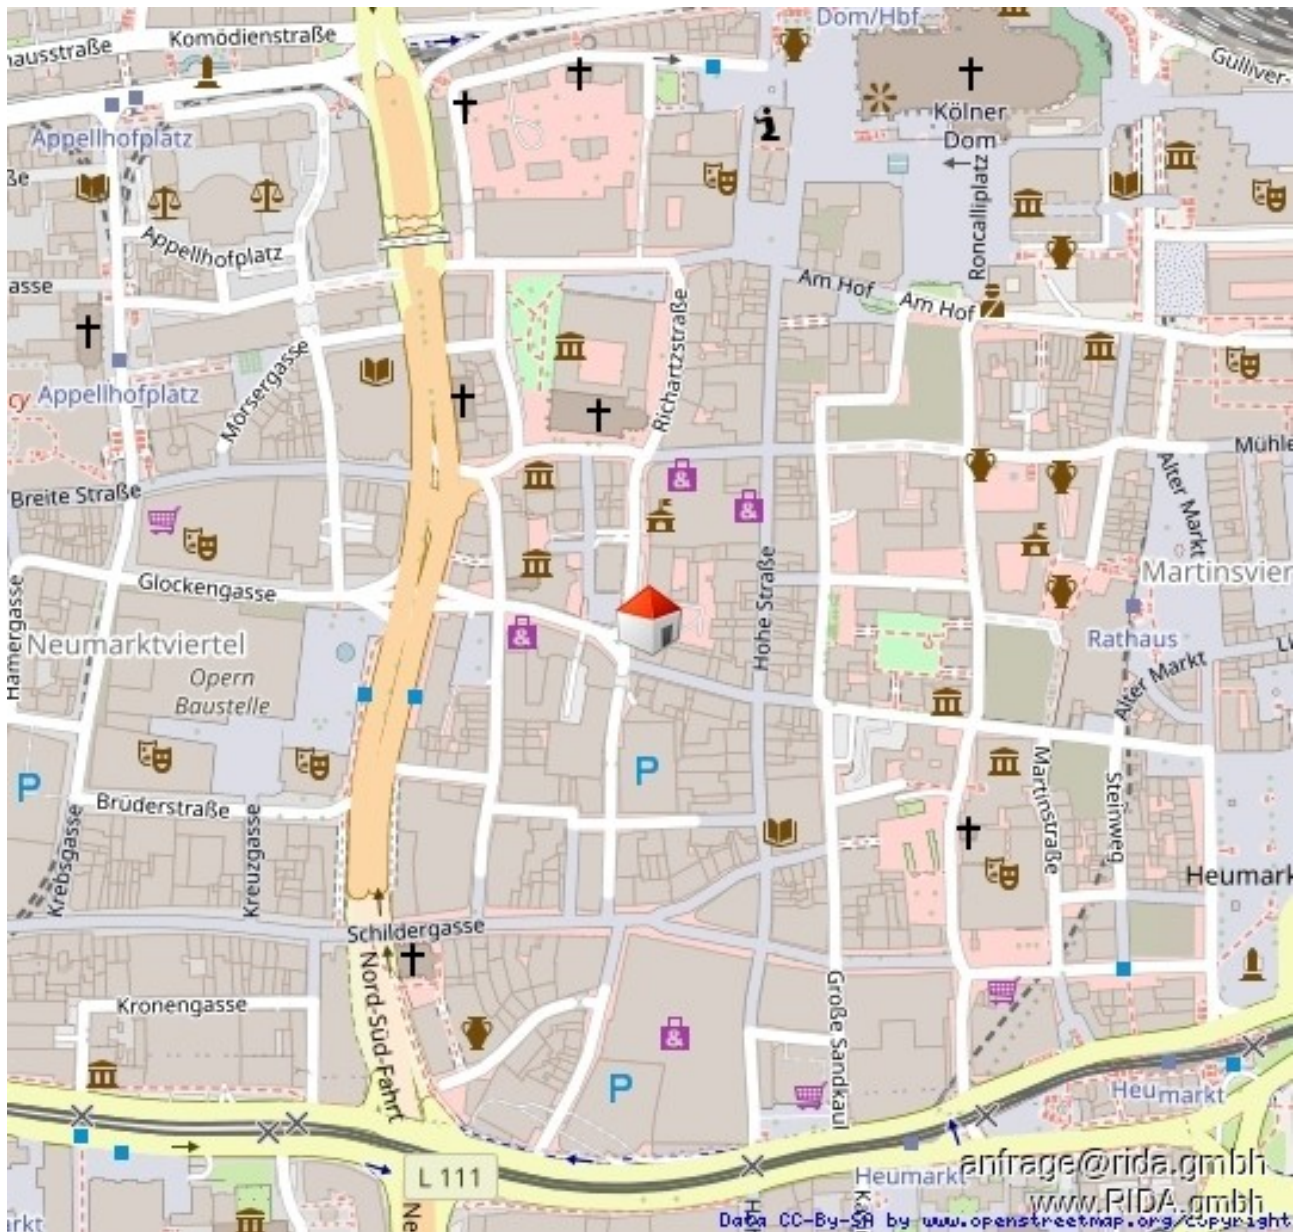 Dom/Hbf
Komödienstraße
hausstraße
Gulliver-
Kölner
Dom
Appellhofplatz
Roncalliplatz
Appellhofplatz
Am Hof
Am Hof
asse
Richartzstraße
Mörsergasse
Appellhofplatz
cy
Mühle
Breite Straße
Alter Markt
Glockengasse
Martinsvier
Hohe Straße
Hämergasse
Neumarktviertel
Rathaus
Opern
Baustelle
Alter Markt
P
P
Brüderstraße
Martinstraße
Steinweg
Krebsgasse
Kreuzgasse
Heumark
Schildergasse
Nord-Süd-Fahrt
Kronengasse
Große Sandkaul
P
Heumarkt
L 111
Heumarkt
anfrage@rida.gmbh
www.RIDA.gmbh
Data CC-By-SA by www.openstreetmap.org/copyright